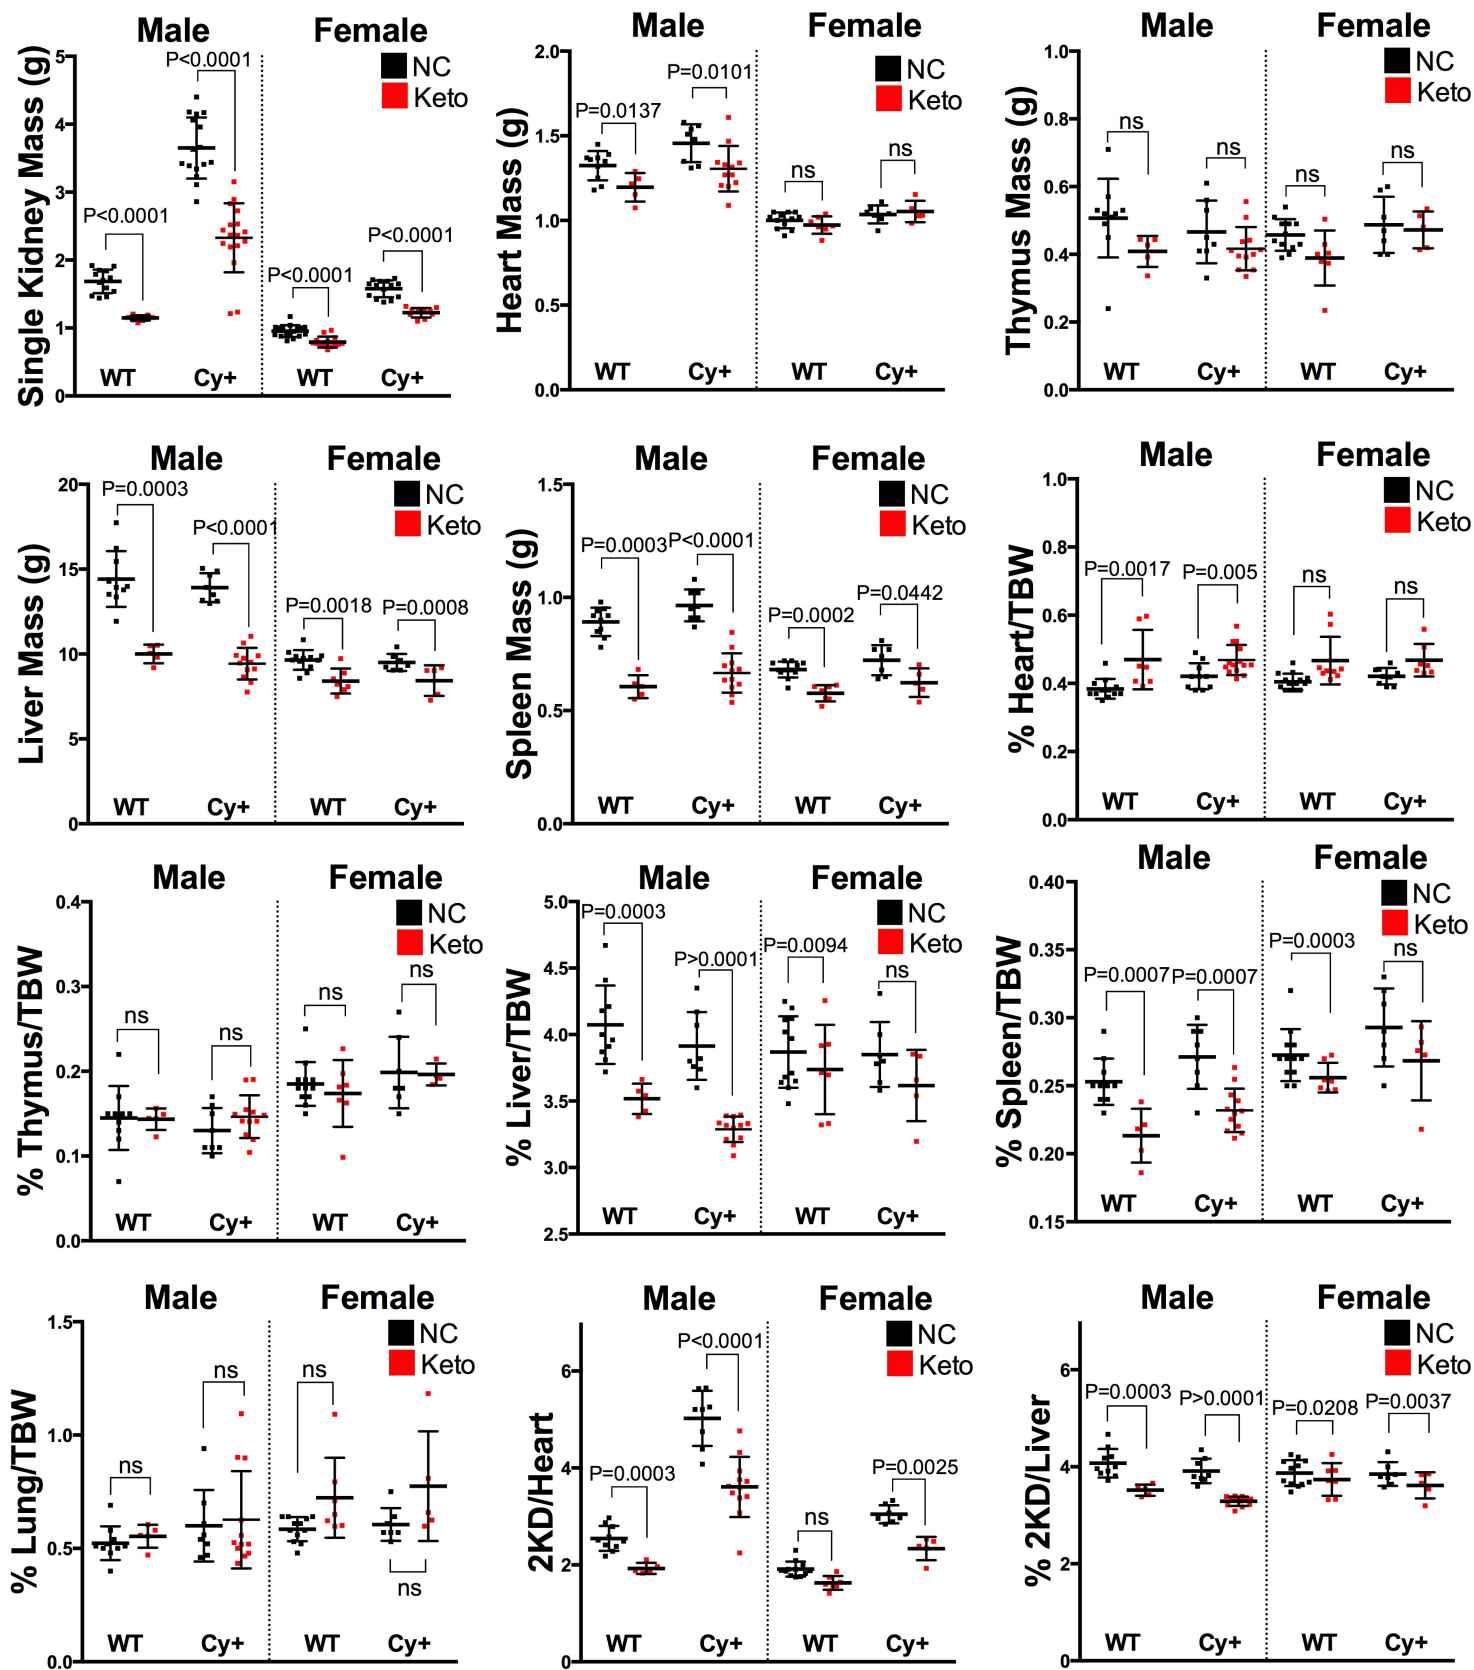 Male Female
NC
Keto
Single Kidney Mass (g)
5
4
3
2
1
0
P<0.0001
P<0.0001
P<0.0001
P<0.0001
WT Cy+ WT Cy+
Male Female
NC
Keto
Heart Mass (g)
2.0
1.5
1.0
0.5
0.0
P=0.0137
P=0.0101
ns
ns
WT Cy+ WT Cy+
Male Female
NC
Keto
Thymus Mass (g)
1.0
0.8
0.6
0.4
0.2
0.0
ns
ns
ns
ns
WT Cy+ WT Cy+
Male Female
NC
Keto
Liver Mass (g)
20
15
10
5
0
P=0.0003
P<0.0001
P=0.0018
P=0.0008
WT Cy+ WT Cy+
Male Female
NC
Keto
Spleen Mass (g)
1.5
1.0
0.5
0.0
P=0.0003
P<0.0001
P=0.0002
P=0.0442
WT Cy+ WT Cy+
Male Female
NC
Keto
% Heart/TBW
1.0
0.8
0.6
0.4
0.2
0.0
P=0.0017
P=0.005
ns
ns
WT Cy+ WT Cy+
Male Female
NC
Keto
% Thymus/TBW
0.4
0.3
0.2
0.1
0.0
ns
ns
ns
ns
WT Cy+ WT Cy+
Male Female
NC
Keto
% Liver/TBW
5.0
4.5
4.0
3.5
3.0
2.5
P=0.0003
P>0.0001
P=0.0094
ns
WT Cy+ WT Cy+
Male Female
NC
Keto
% Spleen/TBW
0.40
0.35
0.30
0.25
0.20
0.15
P=0.0007
P=0.0007
P=0.0003
ns
WT Cy+ WT Cy+
Male Female
NC
Keto
% Lung/TBW
1.5
1.0
0.5
0.0
ns
ns
ns
ns
WT Cy+ WT Cy+
Male Female
NC
Keto
2KD/Heart
6
4
2
0
P=0.0003
P<0.0001
ns
P=0.0025
WT Cy+ WT Cy+
Male Female
NC
Keto
% 2KD/Liver
6
4
2
0
P=0.0003
P>0.0001
P=0.0208
P=0.0037
WT Cy+ WT Cy+